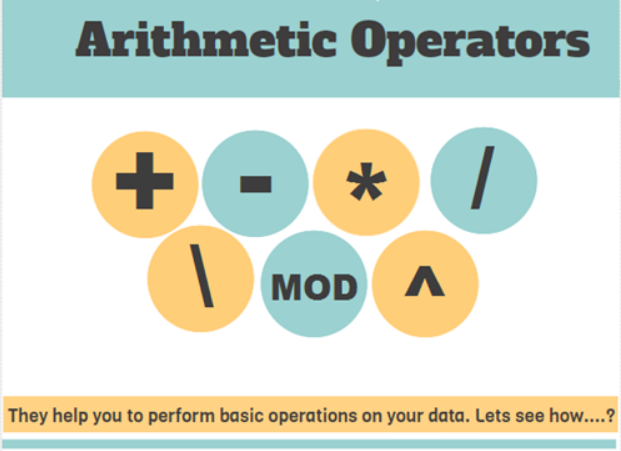 Arithmetic Operators
+ - * /
\ MOD ^
They help you to perform basic operations on your data. Lets see how....?